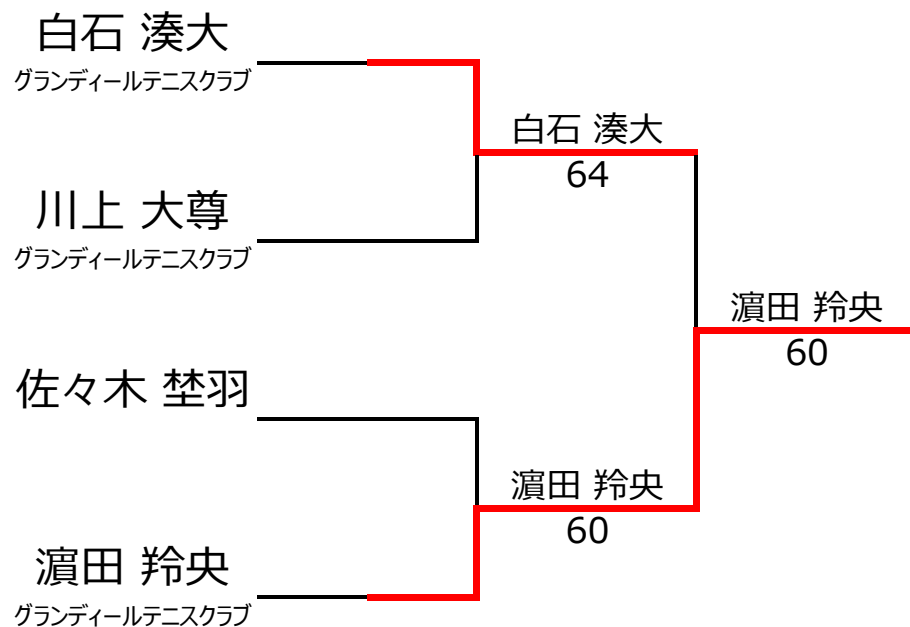 白石 湊大
グランディールテニスクラブ
白石 湊大
64
川上 大尊
グランディールテニスクラブ
濵田 羚央
60
佐々木 埜羽
濵田 羚央
60
濵田 羚央
グランディールテニスクラブ